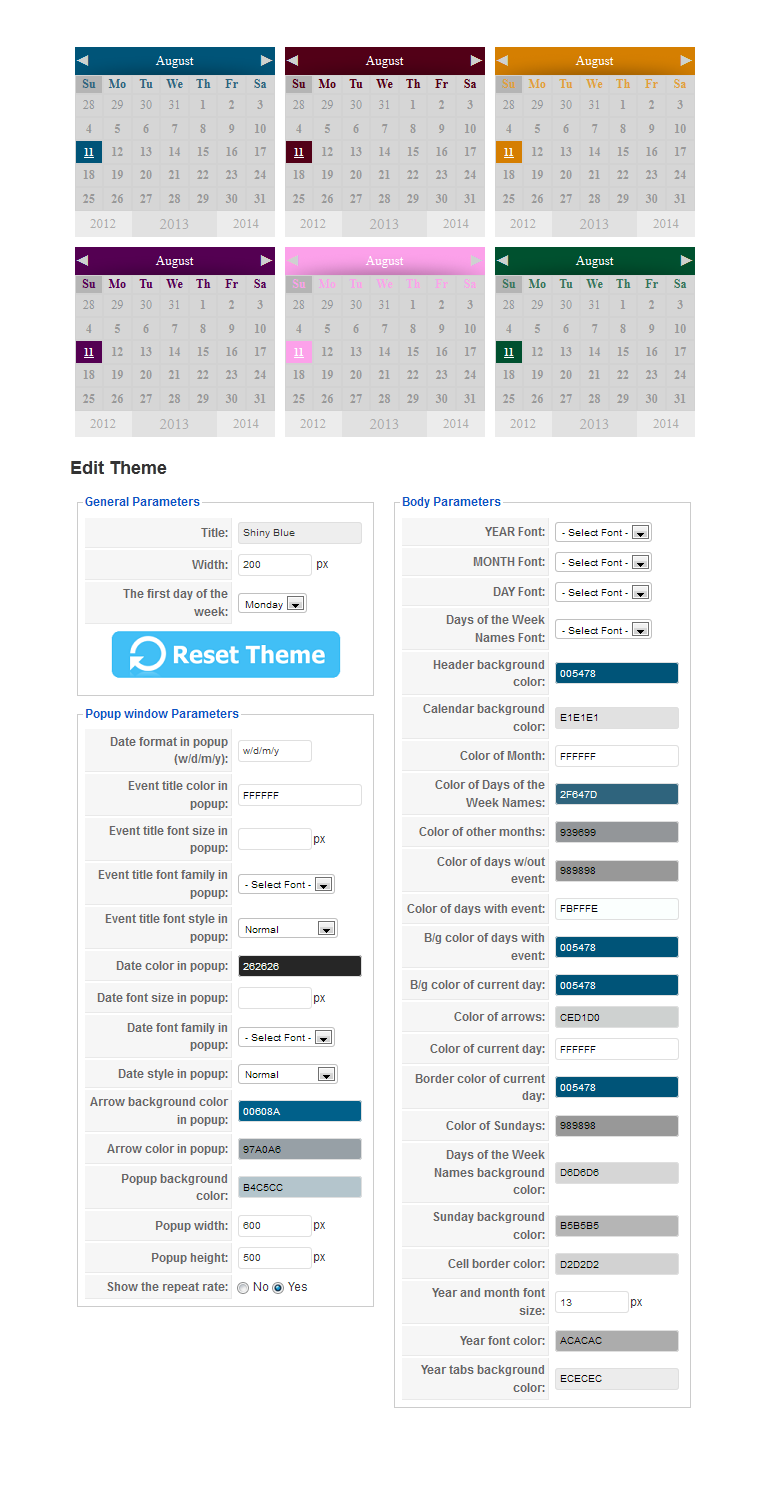 August
Su Mo Tu We Th Fr Sa
28 29 30 31 1 2 3
4 5 6 7 8 9 10
11 12 13 14 15 16 17
18 19 20 21 22 23 24
25 26 27 28 29 30 31
2012 2013 2014
August
Su Mo Tu We Th Fr Sa
28 29 30 31 1 2 3
4 5 6 7 8 9 10
11 12 13 14 15 16 17
18 19 20 21 22 23 24
25 26 27 28 29 30 31
2012 2013 2014
August
Su Mo Tu We Th Fr Sa
28 29 30 31 1 2 3
4 5 6 7 8 9 10
11 12 13 14 15 16 17
18 19 20 21 22 23 24
25 26 27 28 29 30 31
2012 2013 2014
August
Su Mo Tu We Th Fr Sa
28 29 30 31 1 2 3
4 5 6 7 8 9 10
11 12 13 14 15 16 17
18 19 20 21 22 23 24
25 26 27 28 29 30 31
2012 2013 2014
August
Su Mo Tu We Th Fr Sa
28 29 30 31 1 2 3
4 5 6 7 8 9 10
11 12 13 14 15 16 17
18 19 20 21 22 23 24
25 26 27 28 29 30 31
2012 2013 2014
August
Su Mo Tu We Th Fr Sa
28 29 30 31 1 2 3
4 5 6 7 8 9 10
11 12 13 14 15 16 17
18 19 20 21 22 23 24
25 26 27 28 29 30 31
2012 2013 2014
Edit Theme
General Parameters
Title: Shiny Blue
Width: 200 px
The first day of the
week: Monday
Reset Theme
Popup window Parameters
Date format in popup
(w/d/m/y): w/d/m/y
Event title color in
popup: FFFFFF
Event title font size in
popup: px
Event title font family in
popup: - Select Font -
Event title font style in
popup: Normal
Date color in popup: 262626
Date font size in popup: px
Date font family in
popup: - Select Font -
Date style in popup: Normal
Arrow background color
in popup: 00608A
Arrow color in popup: 97A0A6
Popup background
color: B4C5CC
Popup width: 600 px
Popup height: 500 px
Show the repeat rate: No Yes
Body Parameters
YEAR Font: - Select Font -
MONTH Font: - Select Font -
DAY Font: - Select Font -
Days of the Week
Names Font: - Select Font -
Header background
color: 005478
Calendar background
color: E1E1E1
Color of Month: FFFFFF
Color of Days of the
Week Names: 2F647D
Color of other months: 939699
Color of days w/out
event: 989898
Color of days with event: FBFFFE
B/g color of days with
event: 005478
B/g color of current day: 005478
Color of arrows: CED1D0
Color of current day: FFFFFF
Border color of current
day: 005478
Color of Sundays: 989898
Days of the Week
Names background
color: D6D6D6
Sunday background
color: B5B5B5
Cell border color: D2D2D2
Year and month font
size: 13 px
Year font color: ACACAC
Year tabs background
color: ECECEC